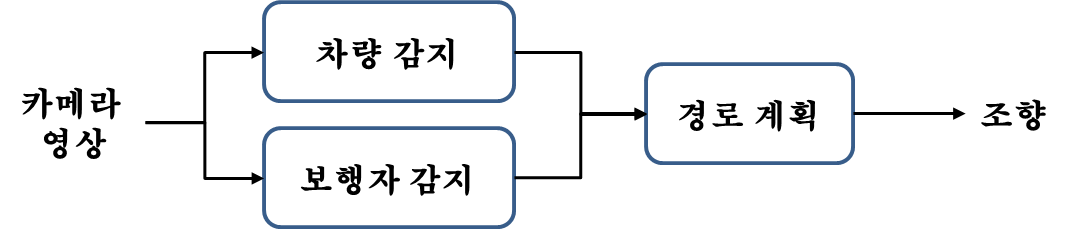 카메라
영상
차량 감지
보행자 감지
경로 계획
조향